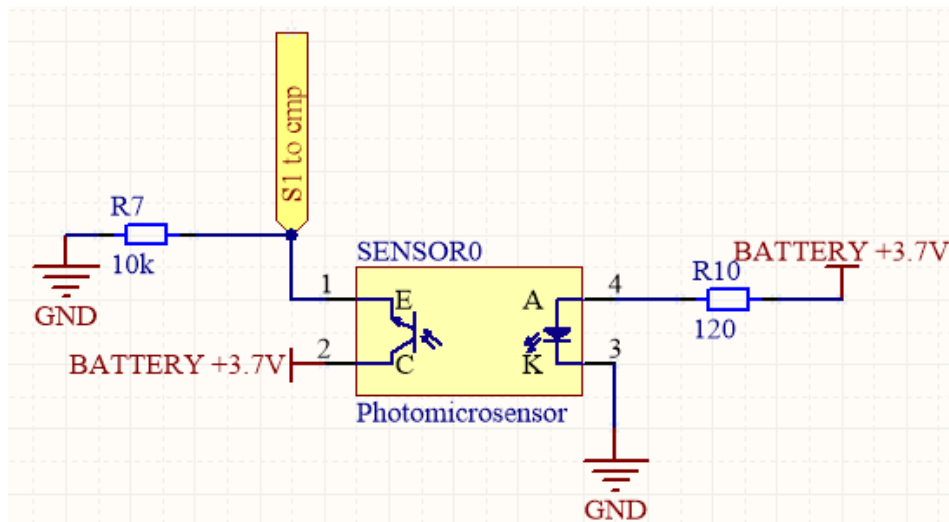 S1 to cmp
R7
10k
GND
SENSOR0
BATTERY +3.7V
R10
120
1
E
A
4
BATTERY +3.7V
2
C
K
3
Photomicrosensor
GND